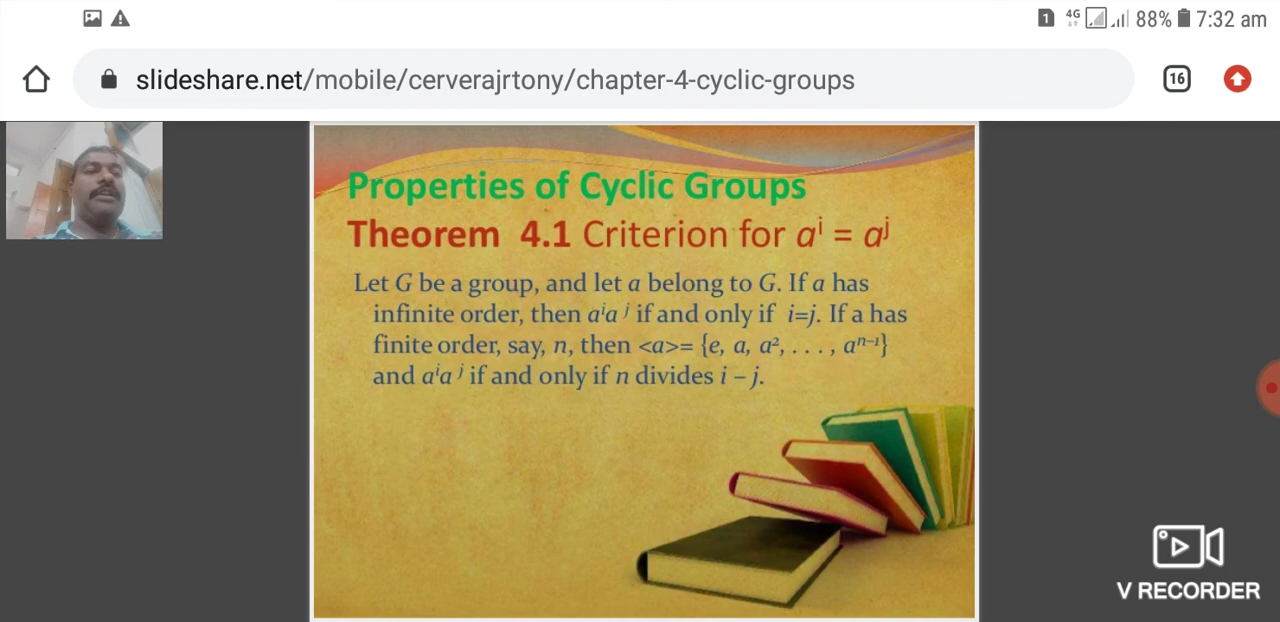 1 4G 88% 7:32 am
slideshare.net/mobile/cerverajrtony/chapter-4-cyclic-groups 16
Properties of Cyclic Groups
Theorem 4.1 Criterion for aⁱ = aʲ
Let G be a group, and let a belong to G. If a has
infinite order, then aⁱa ʲ if and only if i=j. If a has
finite order, say, n, then <a>= {e, a, a², . . . , aⁿ⁻¹}
and aⁱa ʲ if and only if n divides i – j.
V RECORDER